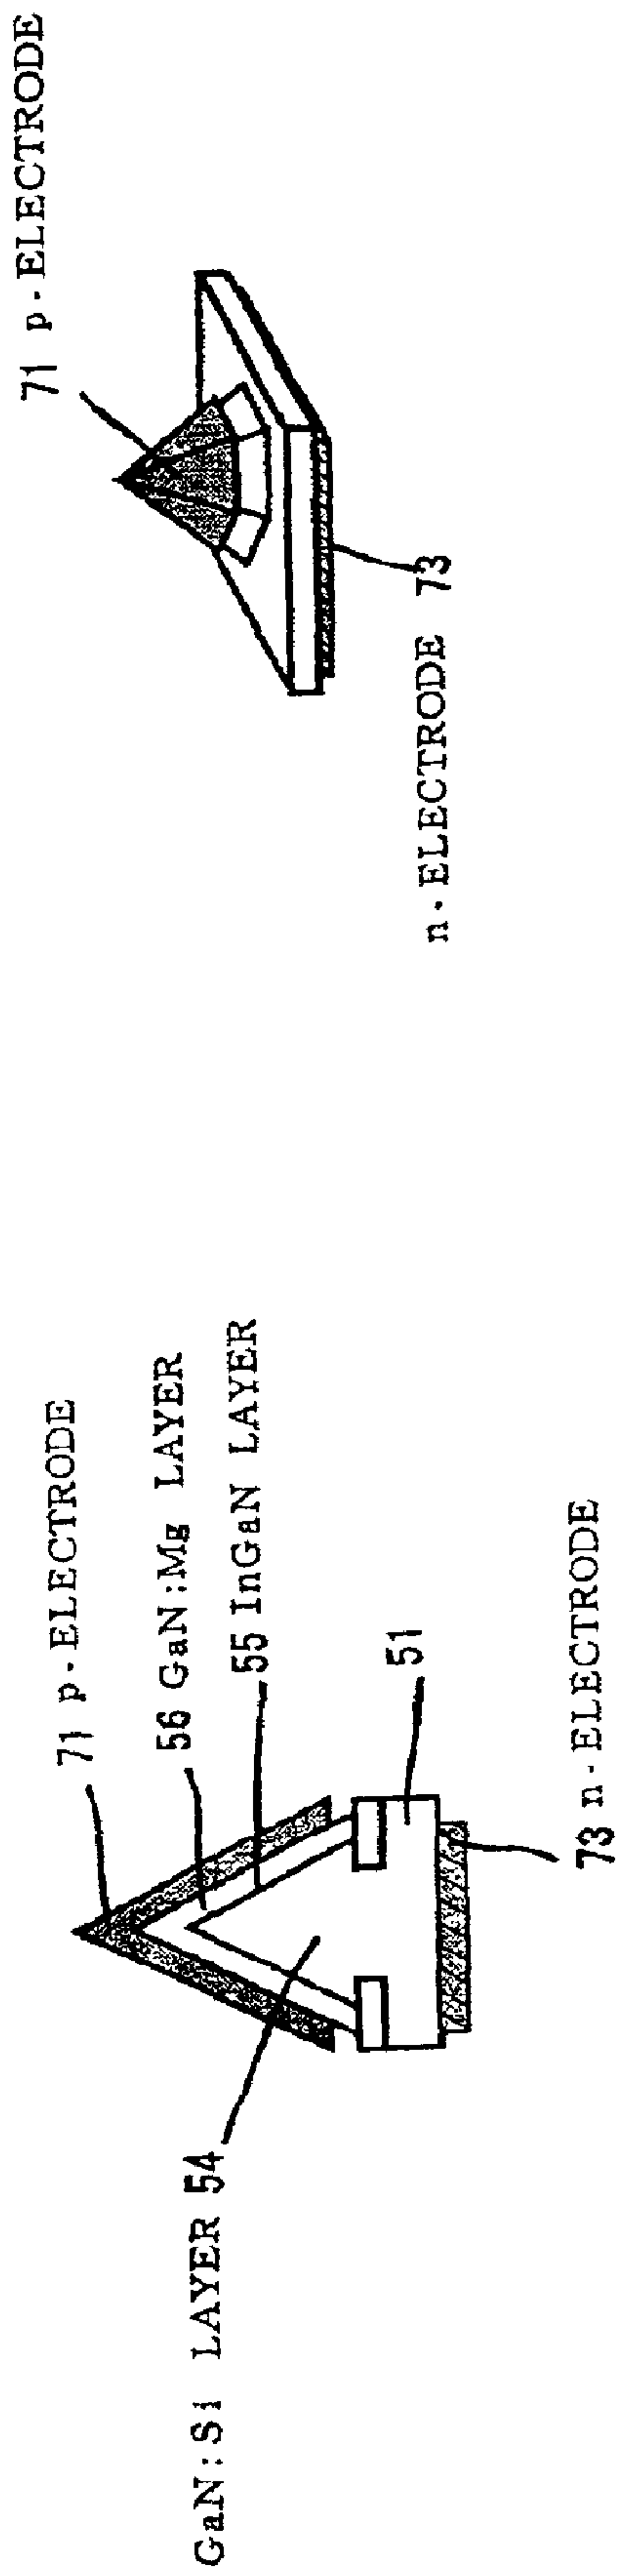 71 p-ELECTRODE
56 GaN:Mg LAYER
55 InGaN LAYER
GaN:Si LAYER 54
51
73 n-ELECTRODE
71 p-ELECTRODE
n-ELECTRODE 73